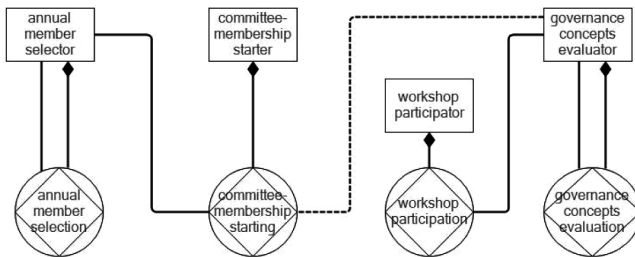 annual
member
selector
committee-
membership
starter
governance
concepts
evaluator
workshop
participator
annual
member
selection
committee-
membership
starting
workshop
participation
governance
concepts
evaluation